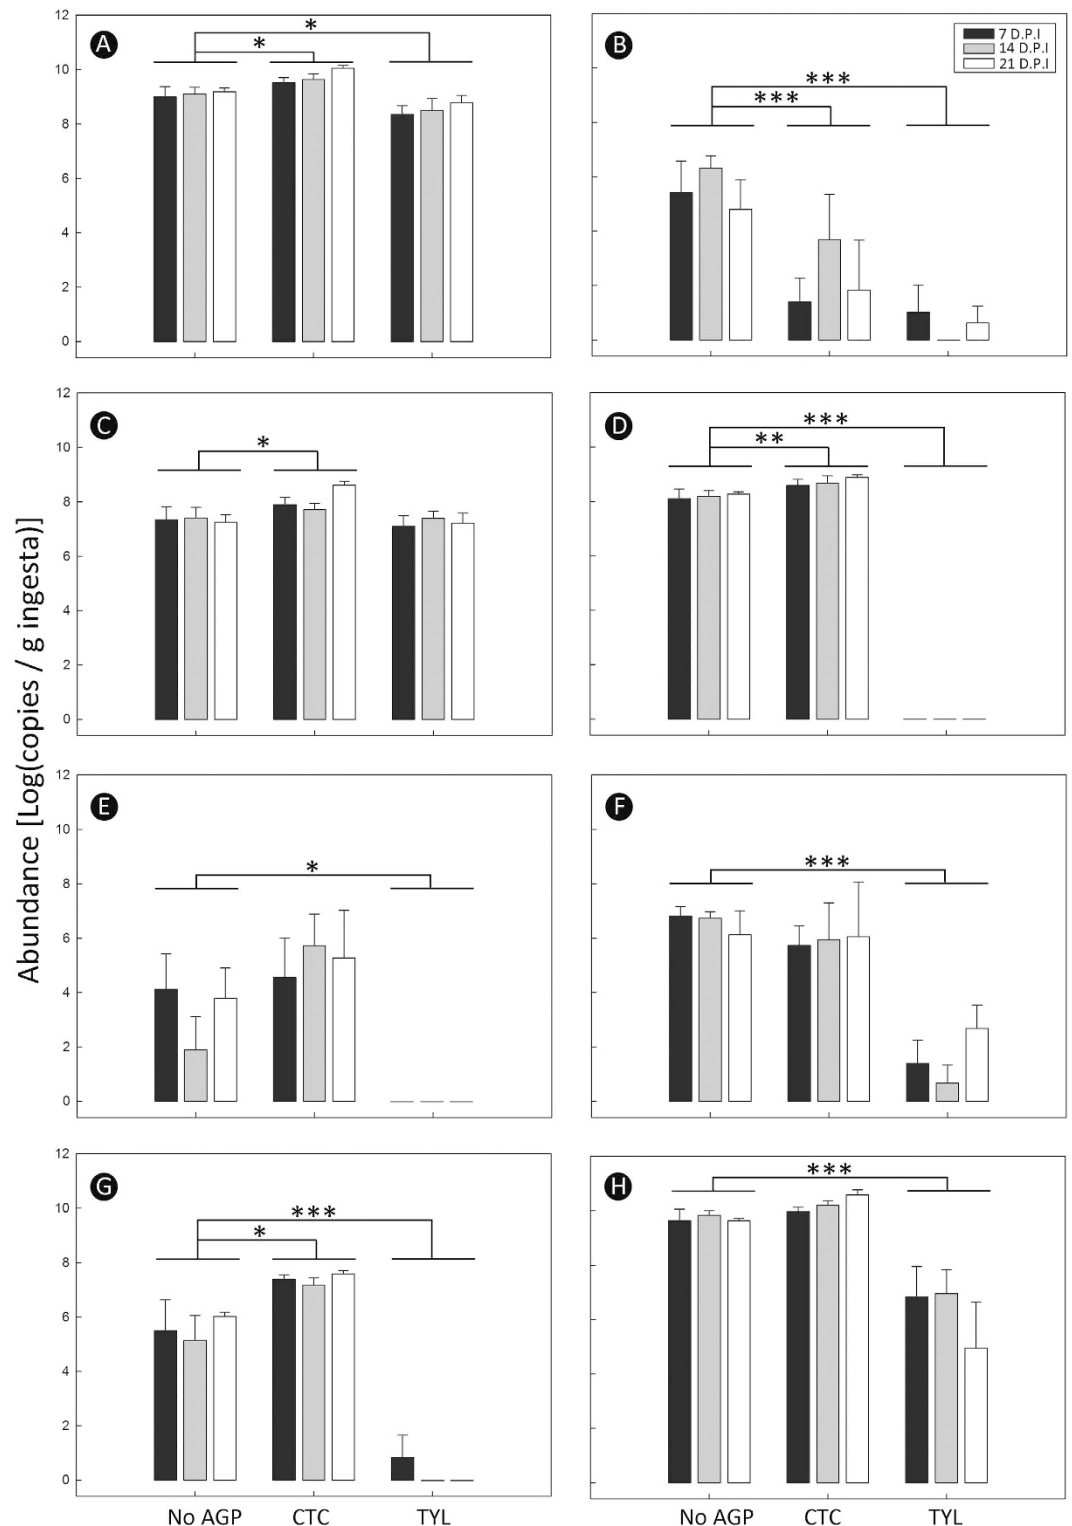 Abundance [Log(copies / g ingesta)]
A
12
10
8
6
4
2
0
*
*
B
7 D.P.I
14 D.P.I
21 D.P.I
***
***
C
12
10
8
6
4
2
0
*
D
***
**
E
12
10
8
6
4
2
0
*
F
***
G
12
10
8
6
4
2
0
***
*
H
***
No AGP CTC TYL
No AGP CTC TYL